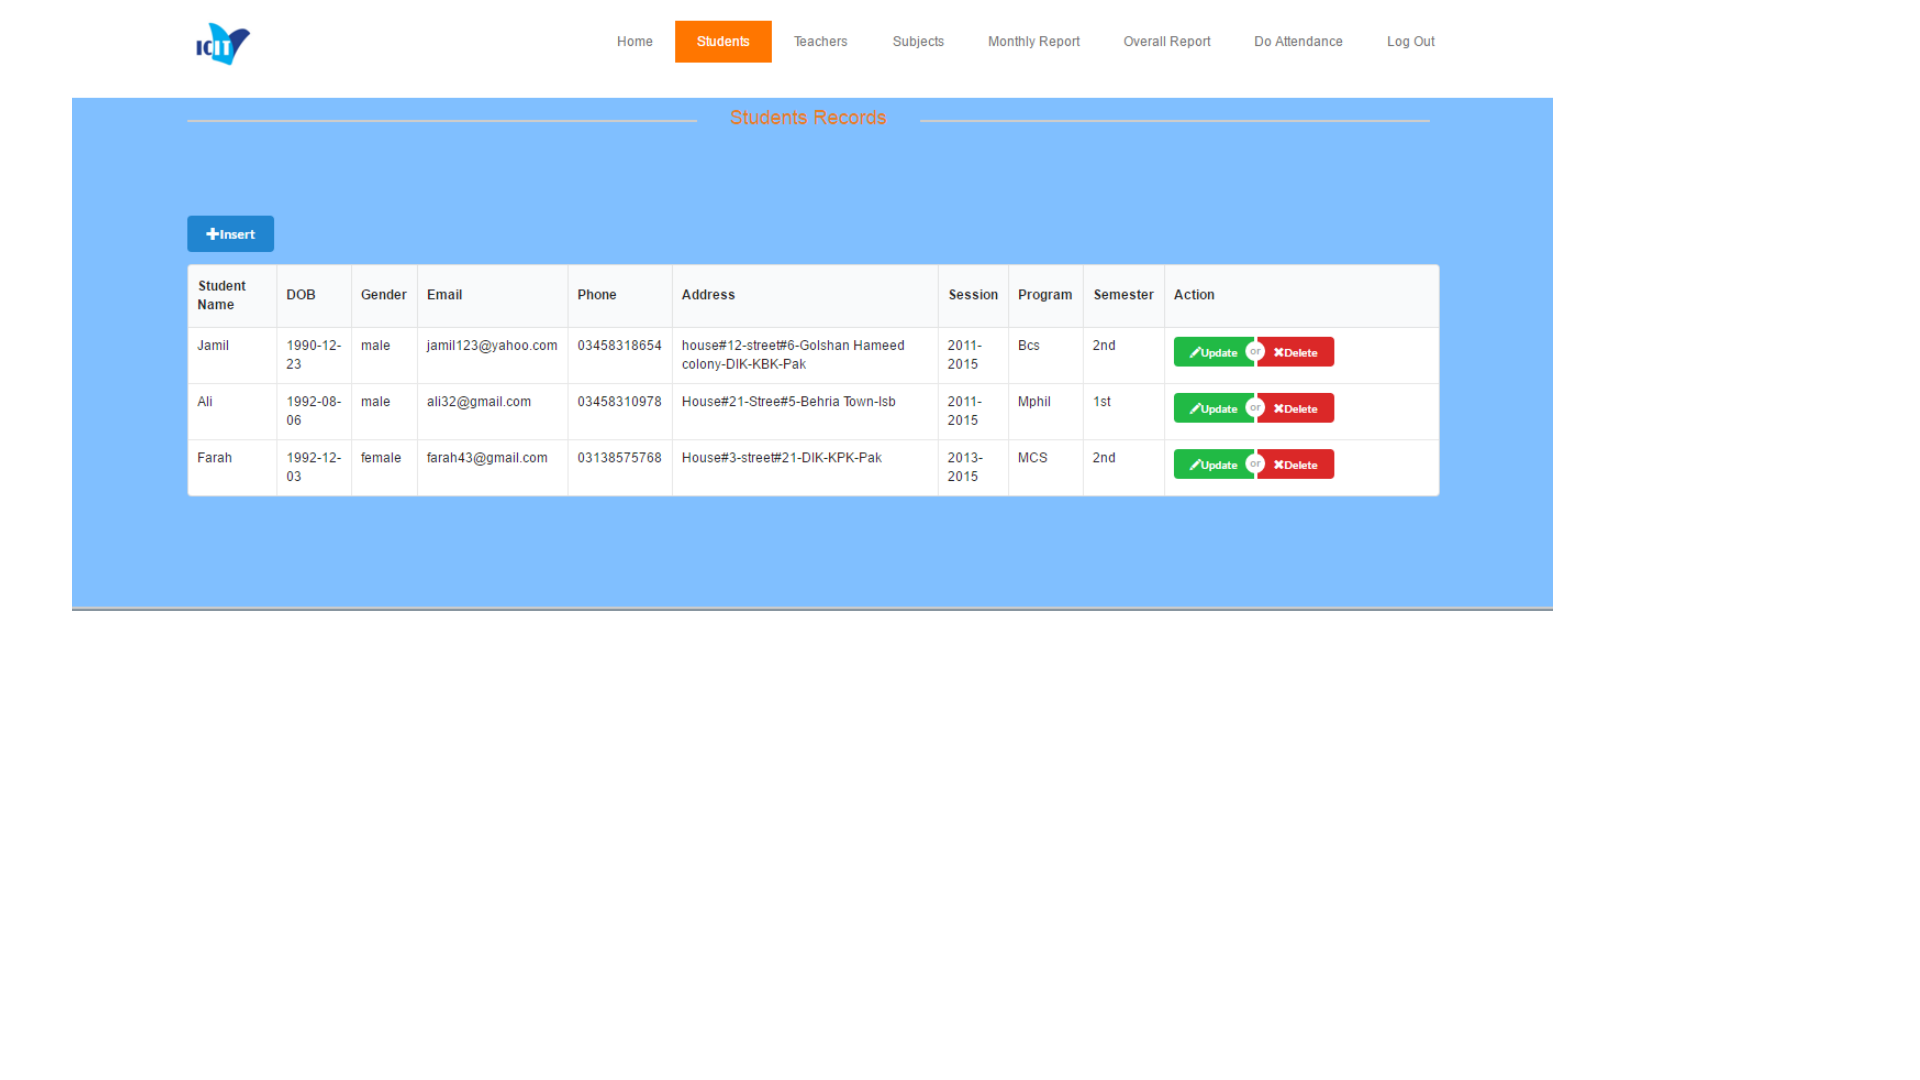 ICIT
Home Students Teachers Subjects Monthly Report Overall Report Do Attendance Log Out
Students Records
Insert
Student Name DOB Gender Email Phone Address Session Program Semester Action
Jamil 1990-12-23 male jamil123@yahoo.com 03458318654 house#12-street#6-Golshan Hameed colony-DIK-KBK-Pak 2011-2015 Bcs 2nd Update or Delete
Ali 1992-08-06 male ali32@gmail.com 03458310978 House#21-Stree#5-Behria Town-Isb 2011-2015 Mphil 1st Update or Delete
Farah 1992-12-03 female farah43@gmail.com 03138575768 House#3-street#21-DIK-KPK-Pak 2013-2015 MCS 2nd Update or Delete